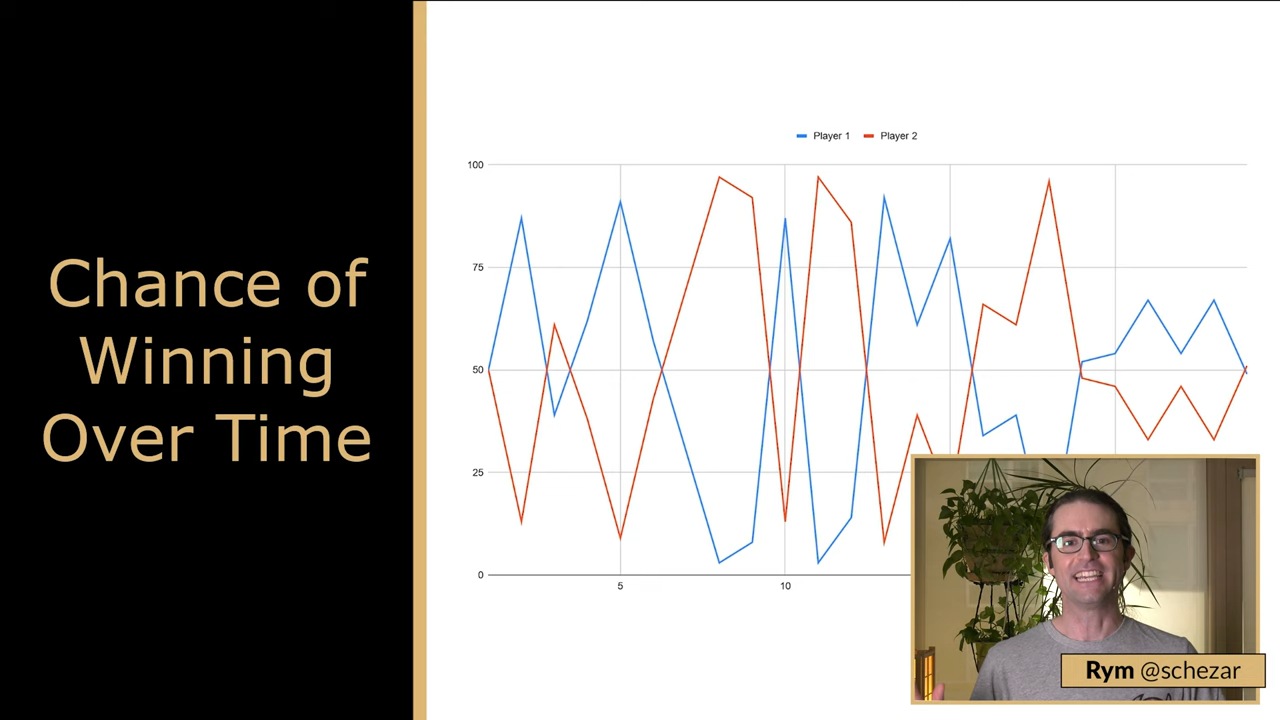 Chance of
Winning
Over Time
Player 1 Player 2
100
75
50
25
0
5 10
Rym @schezar